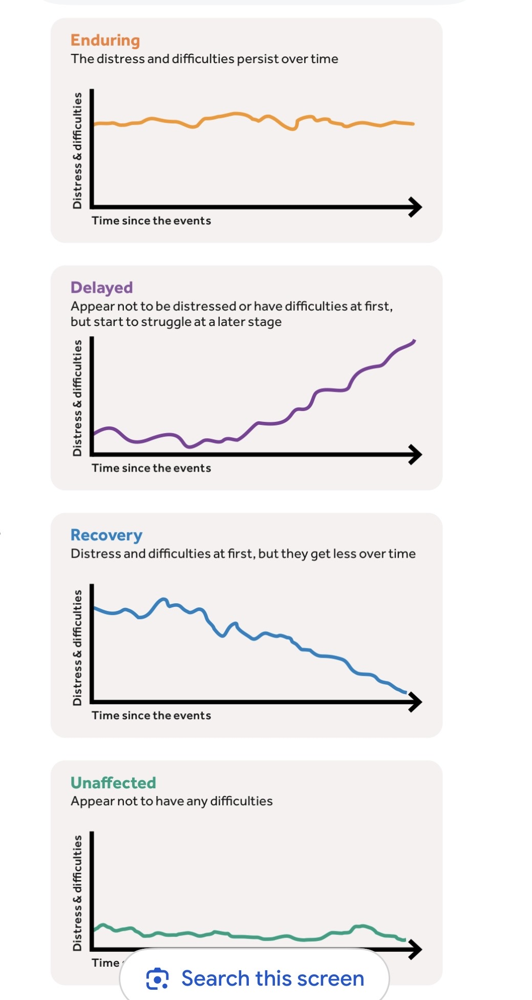 Enduring
The distress and difficulties persist over time
Distress & difficulties
Time since the events
Delayed
Appear not to be distressed or have difficulties at first,
but start to struggle at a later stage
Distress & difficulties
Time since the events
Recovery
Distress and difficulties at first, but they get less over time
Distress & difficulties
Time since the events
Unaffected
Appear not to have any difficulties
Distress & difficulties
Time
Search this screen